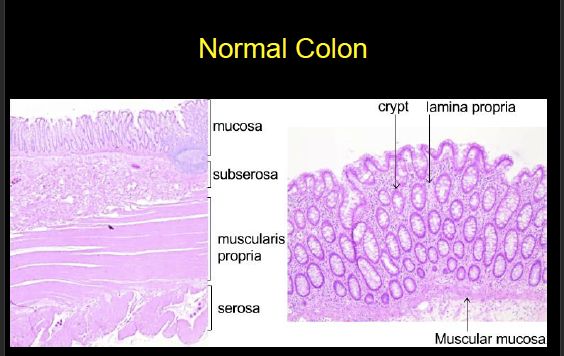 Normal Colon
mucosa
subserosa
muscularis
propria
serosa
crypt
lamina propria
Muscular mucosa